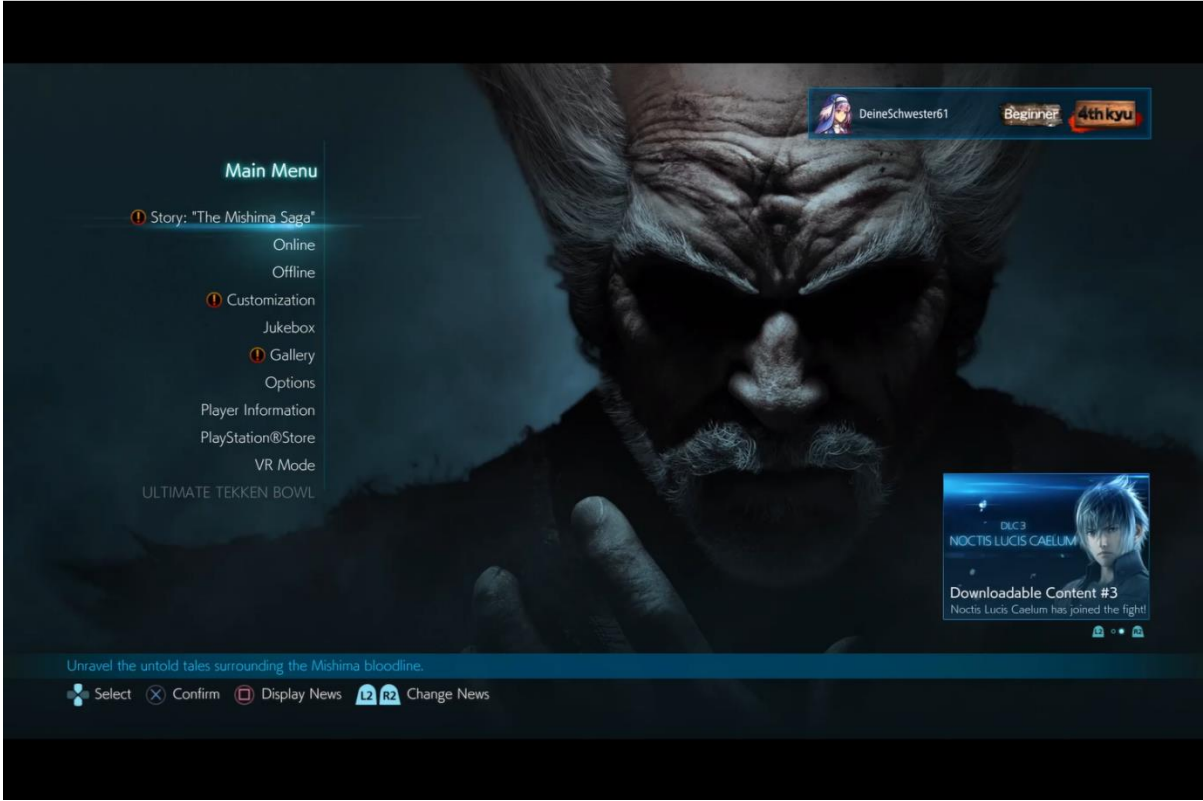 DeineSchwester61 Beginner 4th kyu
Main Menu
Story: "The Mishima Saga"
Online
Offline
Customization
Jukebox
Gallery
Options
Player Information
PlayStation®Store
VR Mode
ULTIMATE TEKKEN BOWL
DLC 3
NOCTIS LUCIS CAELUM
Downloadable Content #3
Noctis Lucis Caelum has joined the fight!
L2 R2
Unravel the untold tales surrounding the Mishima bloodline.
Select Confirm Display News L2 R2 Change News